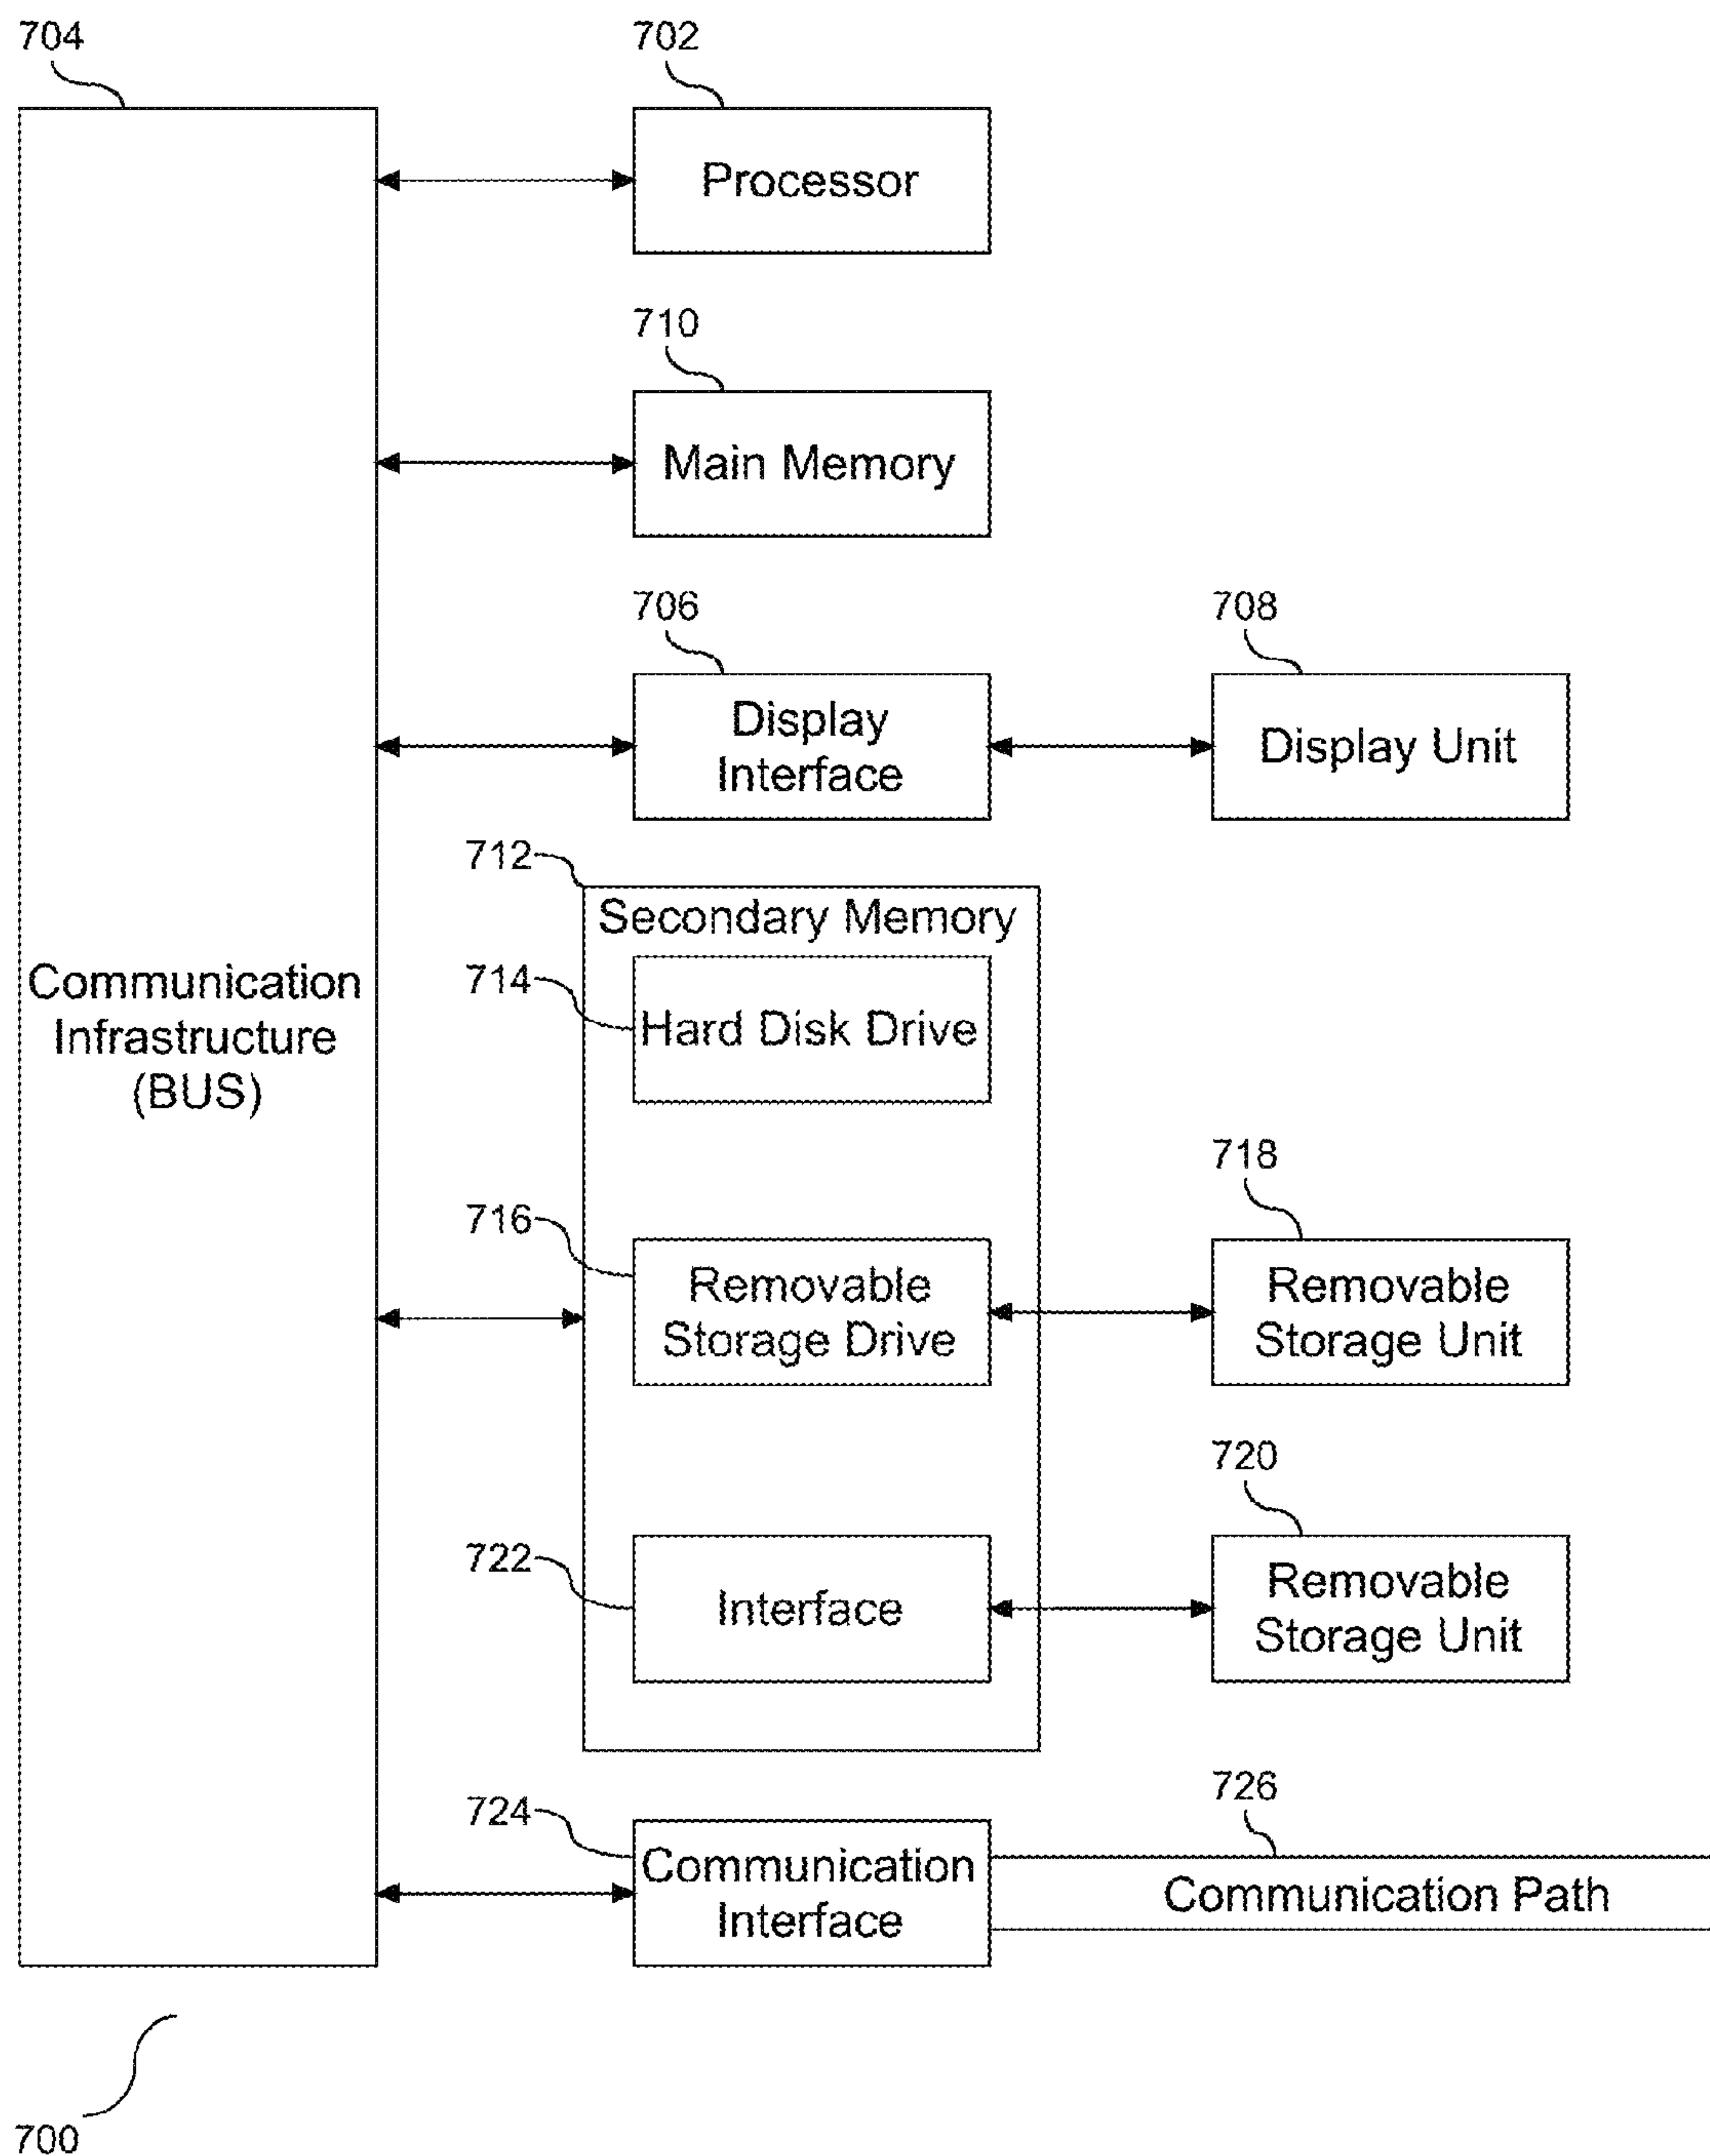 704
702
Processor
710
Main Memory
706
708
Display
Interface
Display Unit
712
Secondary Memory
Communication
Infrastructure
(BUS)
714
Hard Disk Drive
718
716
Removable
Storage Drive
Removable
Storage Unit
720
722
Interface
Removable
Storage Unit
724
726
Communication
Interface
Communication Path
700